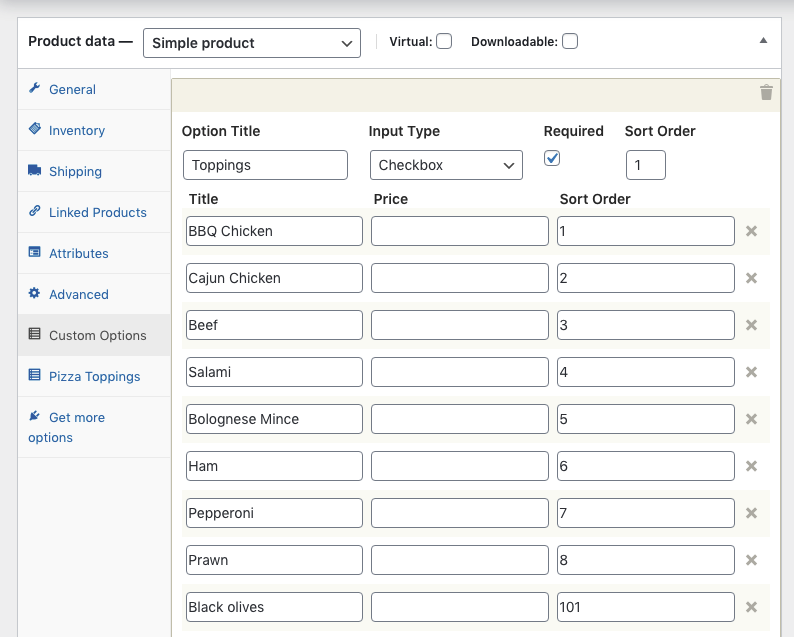 Product data — Simple product Virtual: Downloadable:
General
Inventory
Shipping
Linked Products
Attributes
Advanced
Custom Options
Pizza Toppings
Get more
options
Option Title Input Type Required Sort Order
Toppings Checkbox 1
Title Price Sort Order
BBQ Chicken 1
Cajun Chicken 2
Beef 3
Salami 4
Bolognese Mince 5
Ham 6
Pepperoni 7
Prawn 8
Black olives 101